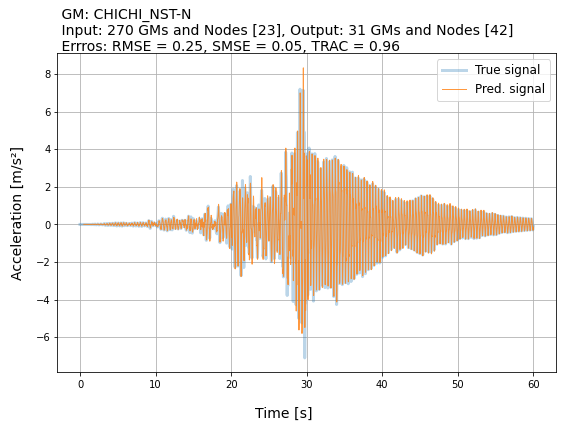 GM: CHICHI_NST-N
Input: 270 GMs and Nodes [23], Output: 31 GMs and Nodes [42]
Erros: RMSE = 0.25, SMSE = 0.05, TRAC = 0.96
True signal
Pred. signal
8
6
4
2
0
−2
−4
−6
Acceleration [m/s²]
0
10
20
30
40
50
60
Time [s]